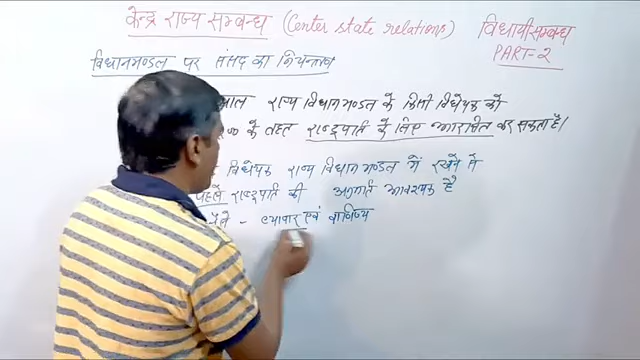 केन्द्र राज्य सम्बन्ध (Center state relations)
विधायी सम्बन्ध
PART-2
विधानमण्डल पर संसद का नियन्त्रण
राज्य विधानमण्डल के किसी विधेयक को
के तहत राष्ट्रपति के लिए आरक्षित कर सकता है।
विधेयक राज्य विधानमण्डल में रखने से
पहले राष्ट्रपति की अनुमति आवश्यक है
- व्यापार एवं वाणिज्य